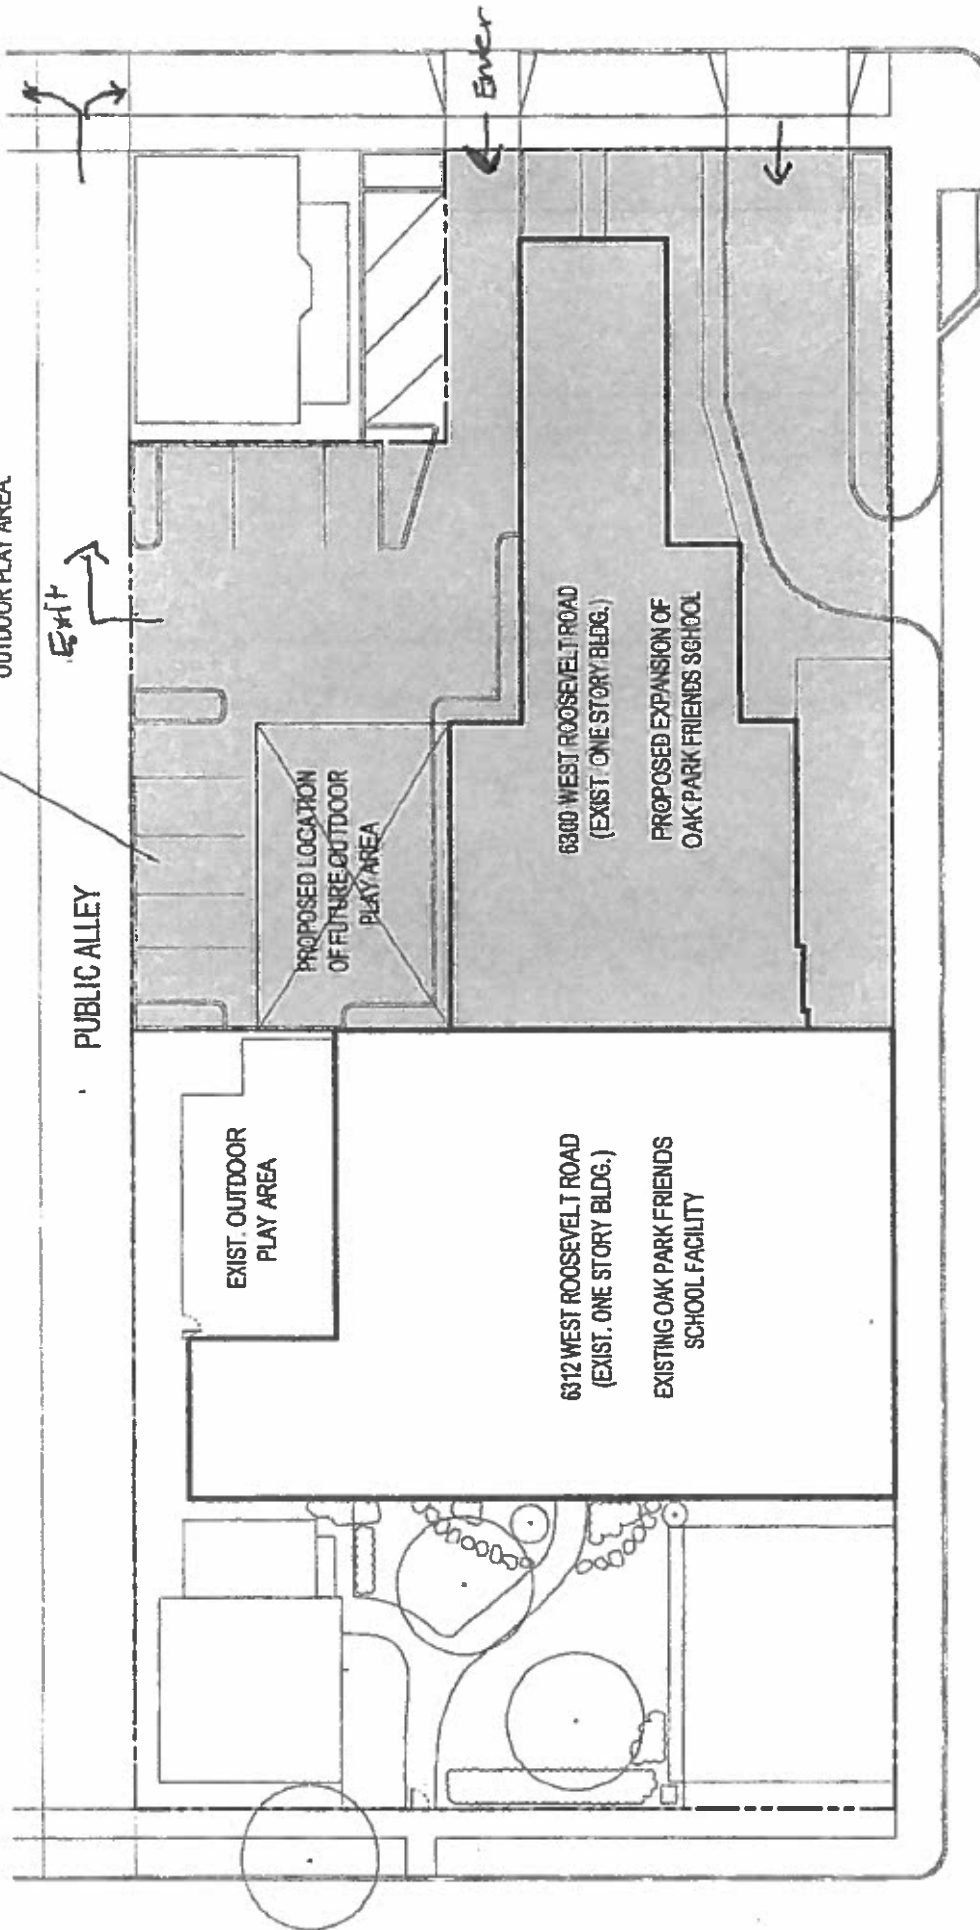 OUTDOOR PLAY AREA
PUBLIC ALLEY
Exit
Enter
EXIST. OUTDOOR
PLAY AREA
PROPOSED LOCATION
OF FUTURE OUTDOOR
PLAY AREA
6312 WEST ROOSEVELT ROAD
(EXIST. ONE STORY BLDG.)
EXISTING OAK PARK FRIENDS
SCHOOL FACILITY
6300 WEST ROOSEVELT ROAD
(EXIST. ONE STORY BLDG.)
PROPOSED EXPANSION OF
OAK PARK FRIENDS SCHOOL